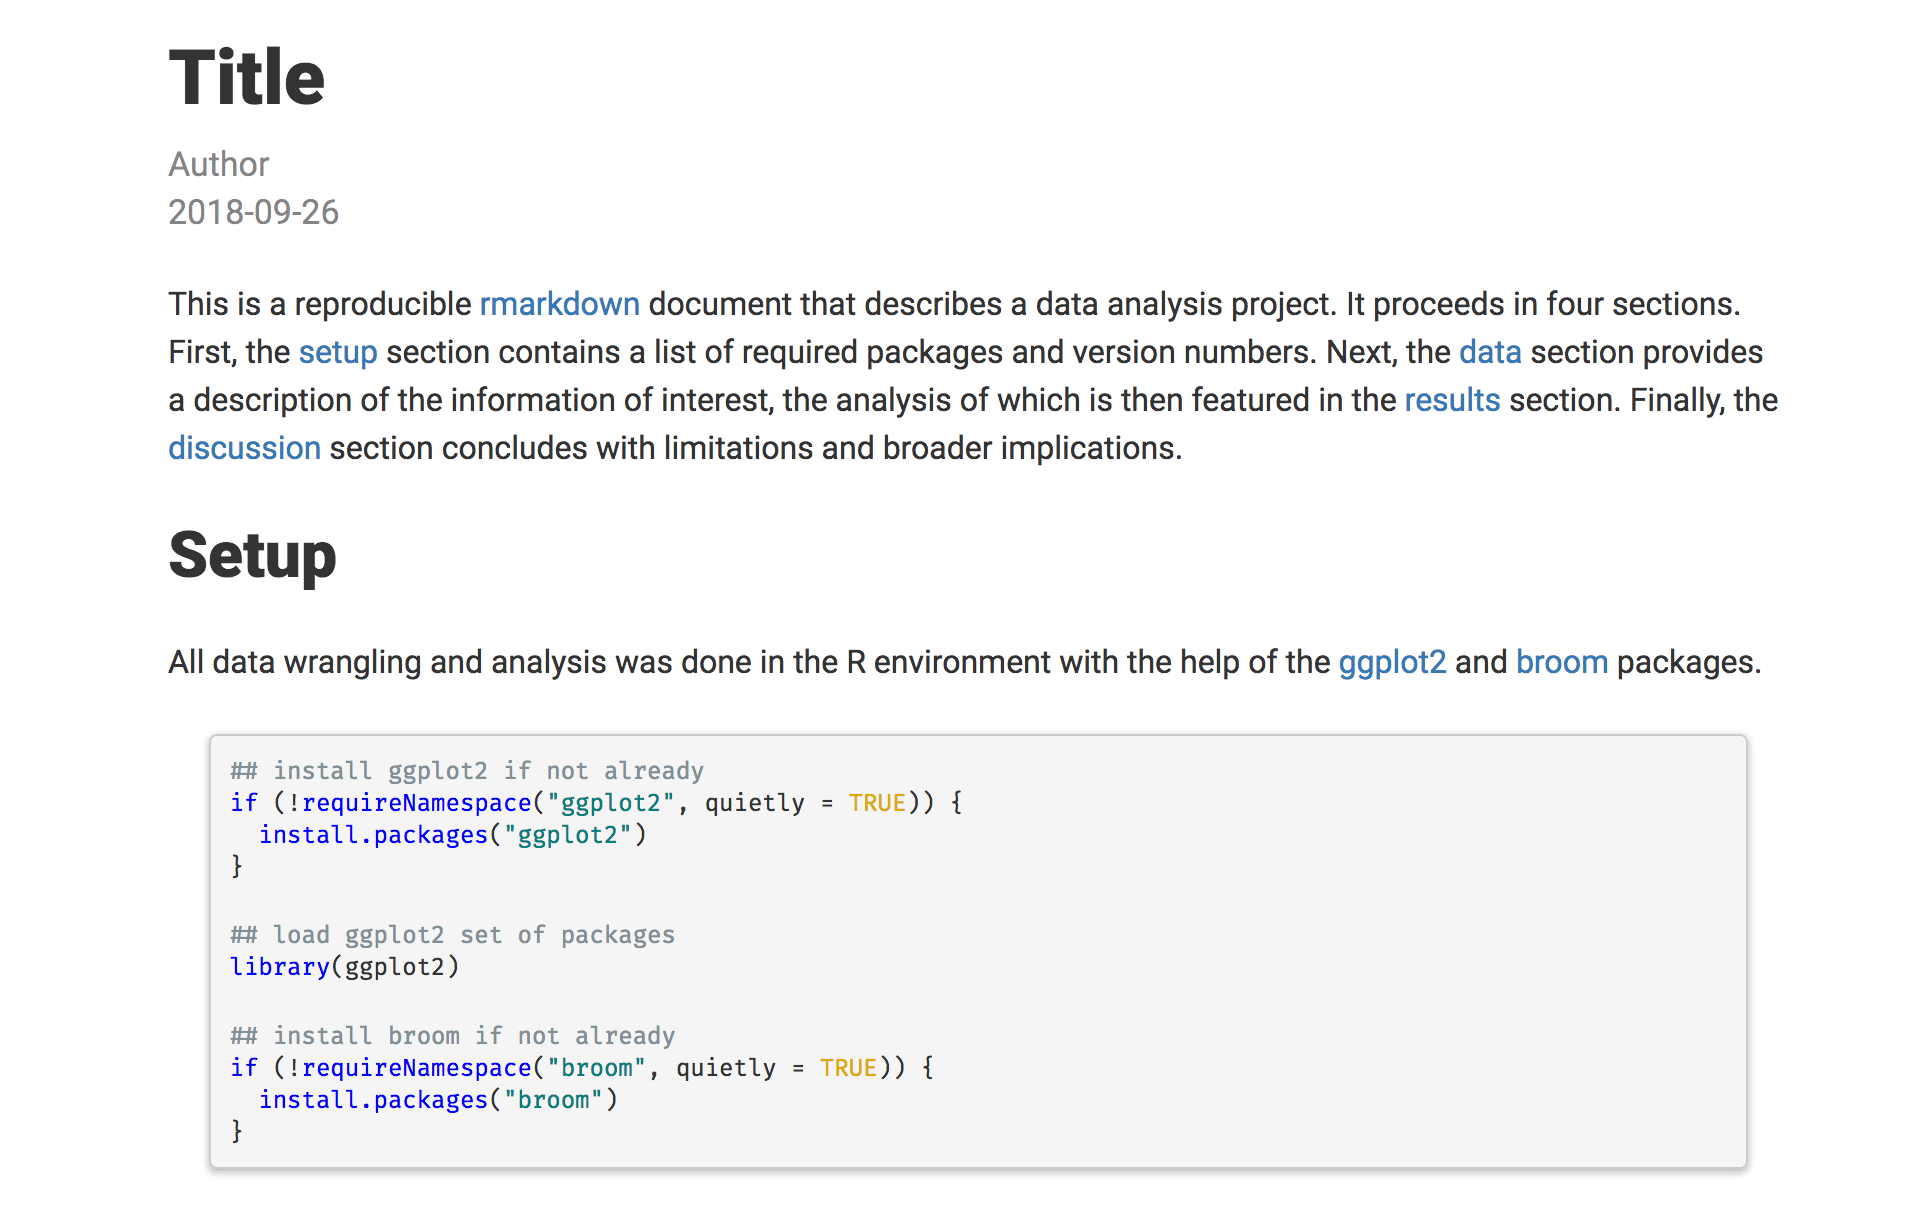 Title
Author
2018-09-26
This is a reproducible rmarkdown document that describes a data analysis project. It proceeds in four sections.
First, the setup section contains a list of required packages and version numbers. Next, the data section provides
a description of the information of interest, the analysis of which is then featured in the results section. Finally, the
discussion section concludes with limitations and broader implications.
Setup
All data wrangling and analysis was done in the R environment with the help of the ggplot2 and broom packages.
## install ggplot2 if not already
if (!requireNamespace("ggplot2", quietly = TRUE)) {
  install.packages("ggplot2")
}
## load ggplot2 set of packages
library(ggplot2)
## install broom if not already
if (!requireNamespace("broom", quietly = TRUE)) {
  install.packages("broom")
}